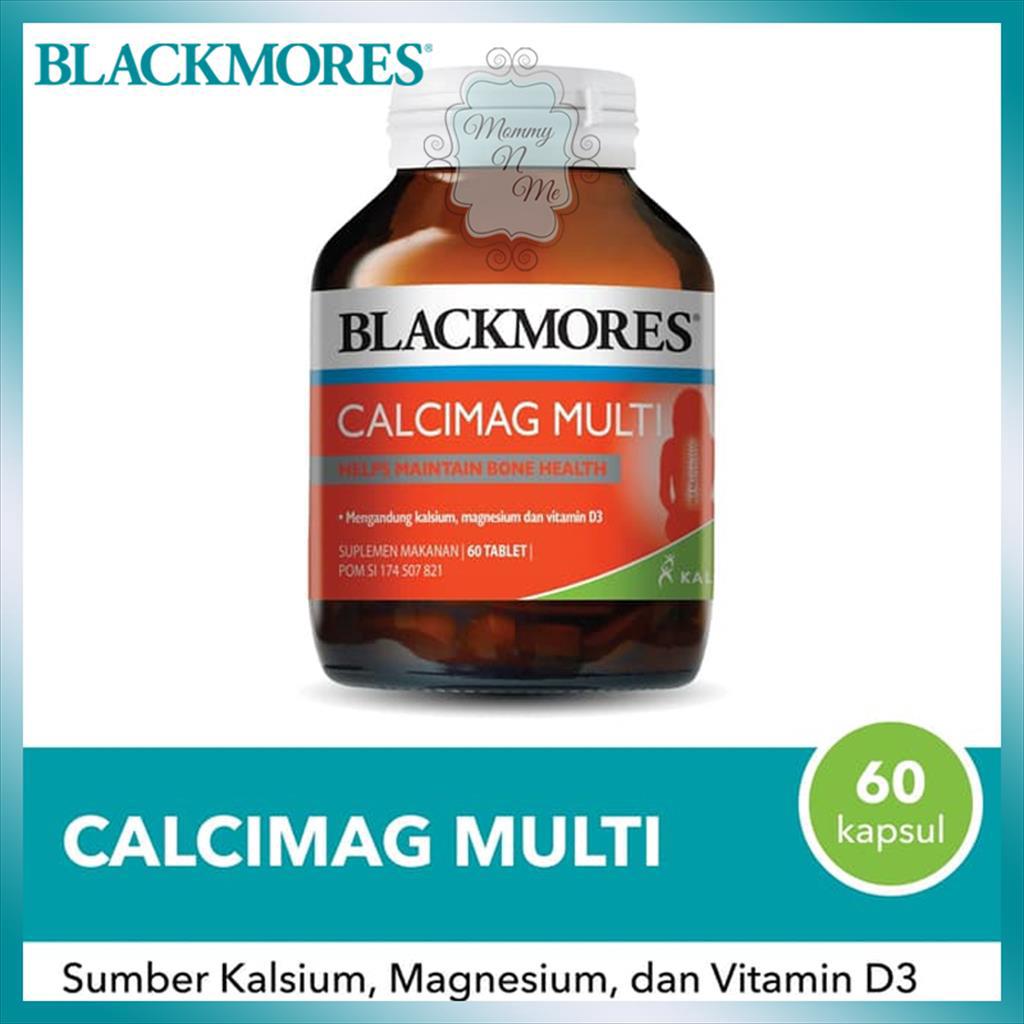 BLACKMORES®
Mommy
N
Me
BLACKMORES®
CALCIMAG MULTI
HELPS MAINTAIN BONE HEALTH
• Mengandung kalsium, magnesium dan vitamin D3
SUPLEMEN MAKANAN | 60 TABLET |
POM SI 174 507 821
KAL
60
kapsul
CALCIMAG MULTI
Sumber Kalsium, Magnesium, dan Vitamin D3